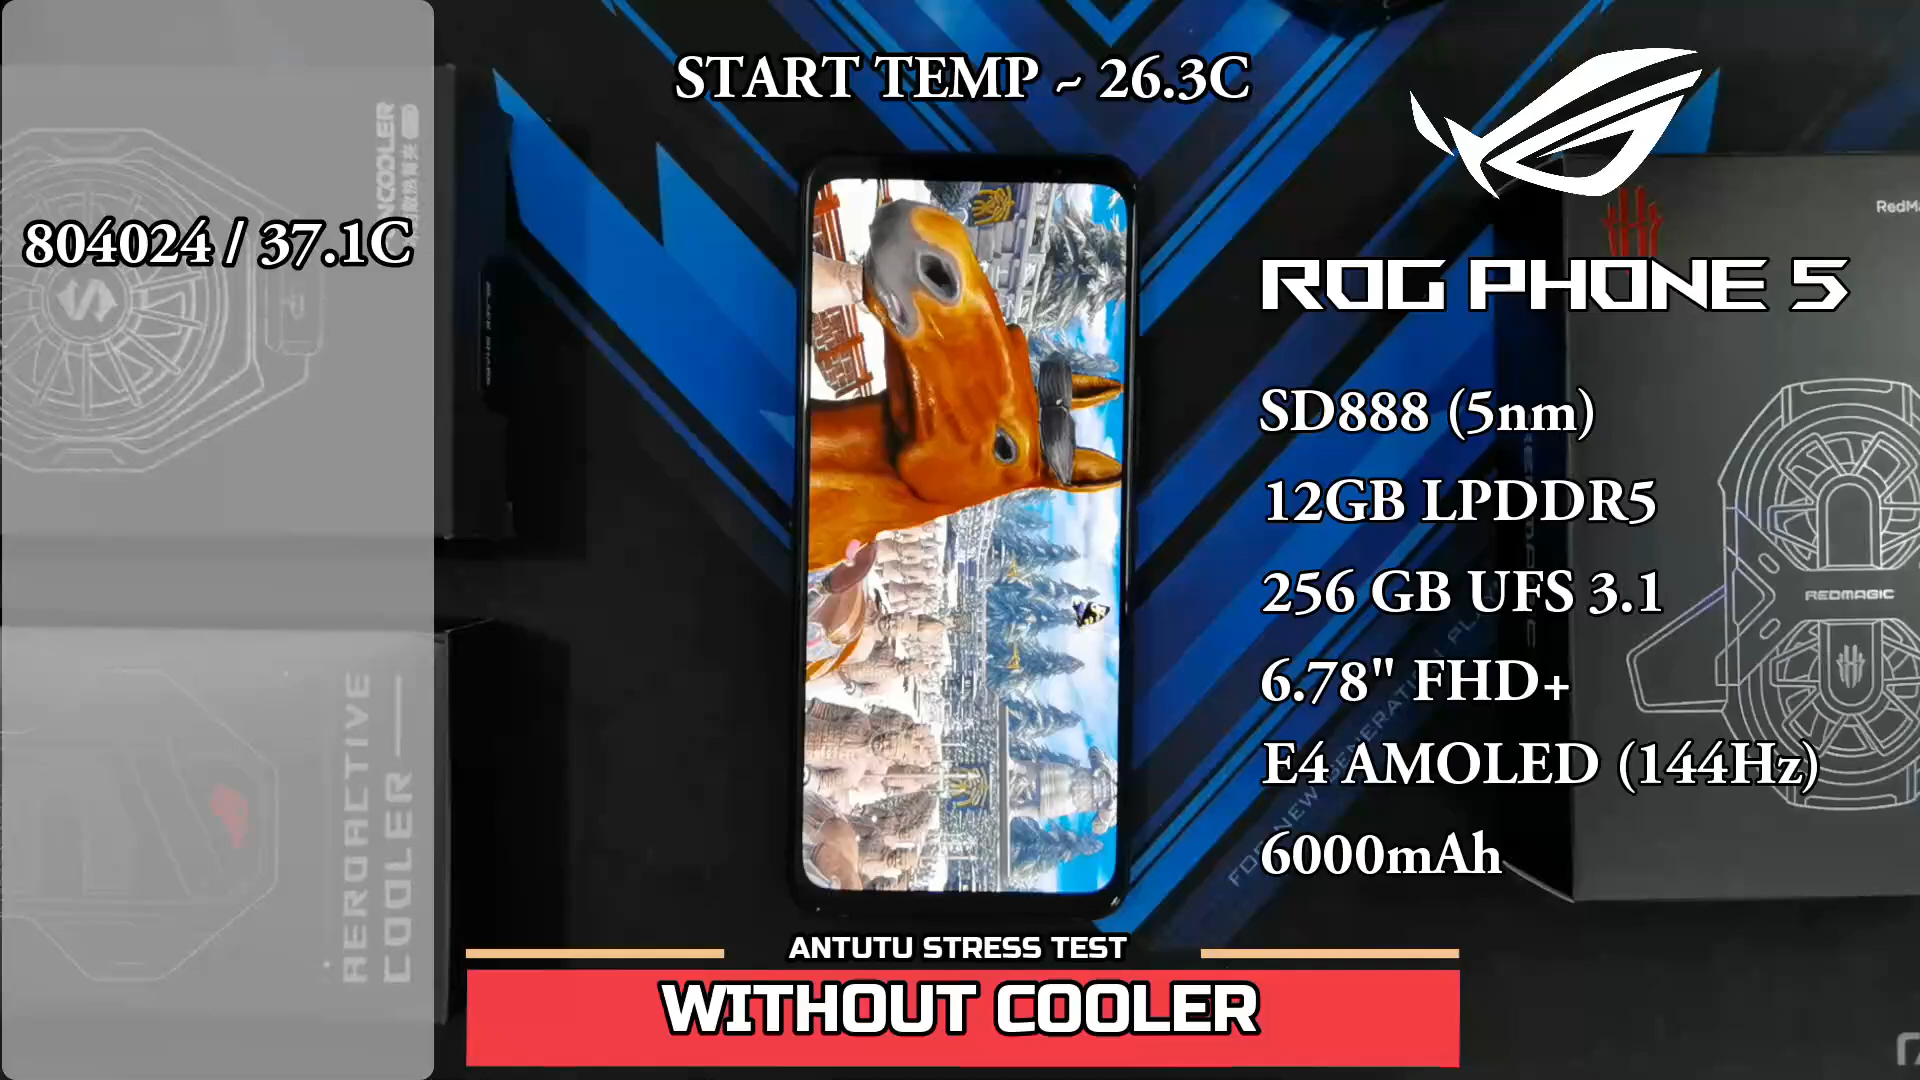 START TEMP ~ 26.3C
804024 / 37.1C
ROG PHONE 5
SD888 (5nm)
12GB LPDDR5
256 GB UFS 3.1
6.78" FHD+
E4 AMOLED (144Hz)
6000mAh
REDMAGIC
AEROACTIVE
COOLER
ANTUTU STRESS TEST
WITHOUT COOLER